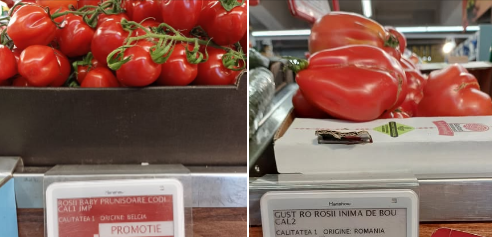 ROSII BABY PRUNISOARE CODI..
CAL1 IMP
CALITATEA I ORIGINE BELGIA
PROMOTIE
GUST RO ROSII INIMA DE BOU
CAL2
CALITATEA I. ORIGINE: ROMANIA